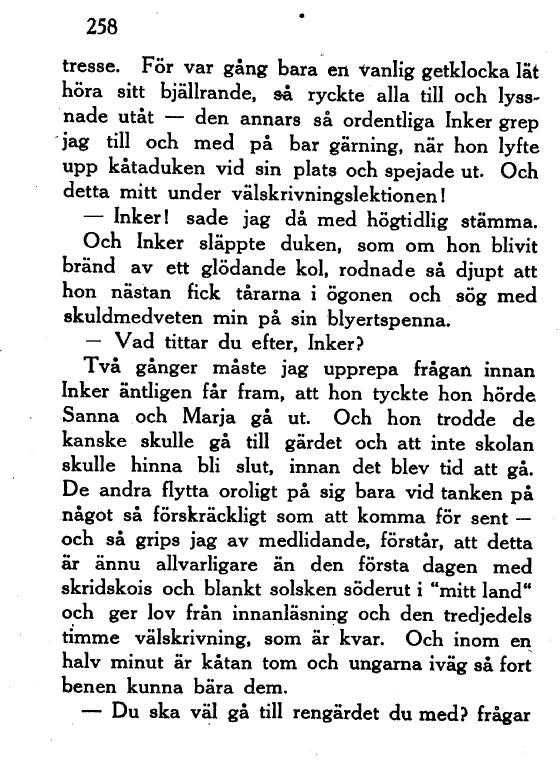 258
tresse. För var gång bara en vanlig getklocka lät
höra sitt bjällrande, så ryckte alla till och lyss-
nade utåt — den annars så ordentliga Inker grep
jag till och med på bar gärning, när hon lyfte
upp kåtaduken vid sin plats och spejade ut. Och
detta mitt under välskrivningslektionen!
— Inker! sade jag då med högtidlig stämma.
Och Inker släppte duken, som om hon blivit
bränd av ett glödande kol, rodnade så djupt att
hon nästan fick tårarna i ögonen och sög med
skuldmedveten min på sin blyertspenna.
— Vad tittar du efter, Inker?
Två gånger måste jag upprepa frågan innan
Inker äntligen får fram, att hon tyckte hon hörde
Sanna och Marja gå ut. Och hon trodde de
kanske skulle gå till gärdet och att inte skolan
skulle hinna bli slut, innan det blev tid att gå.
De andra flytta oroligt på sig bara vid tanken på
något så förskräckligt som att komma för sent —
och så grips jag av medlidande, förstår, att detta
är ännu allvarligare än den första dagen med
skridskois och blankt solsken söderut i "mitt land"
och ger lov från innanläsning och den tredjedels
timme välskrivning, som är kvar. Och inom en
halv minut är kåtan tom och ungarna iväg så fort
benen kunna bära dem.
— Du ska väl gå till rengärdet du med? frågar